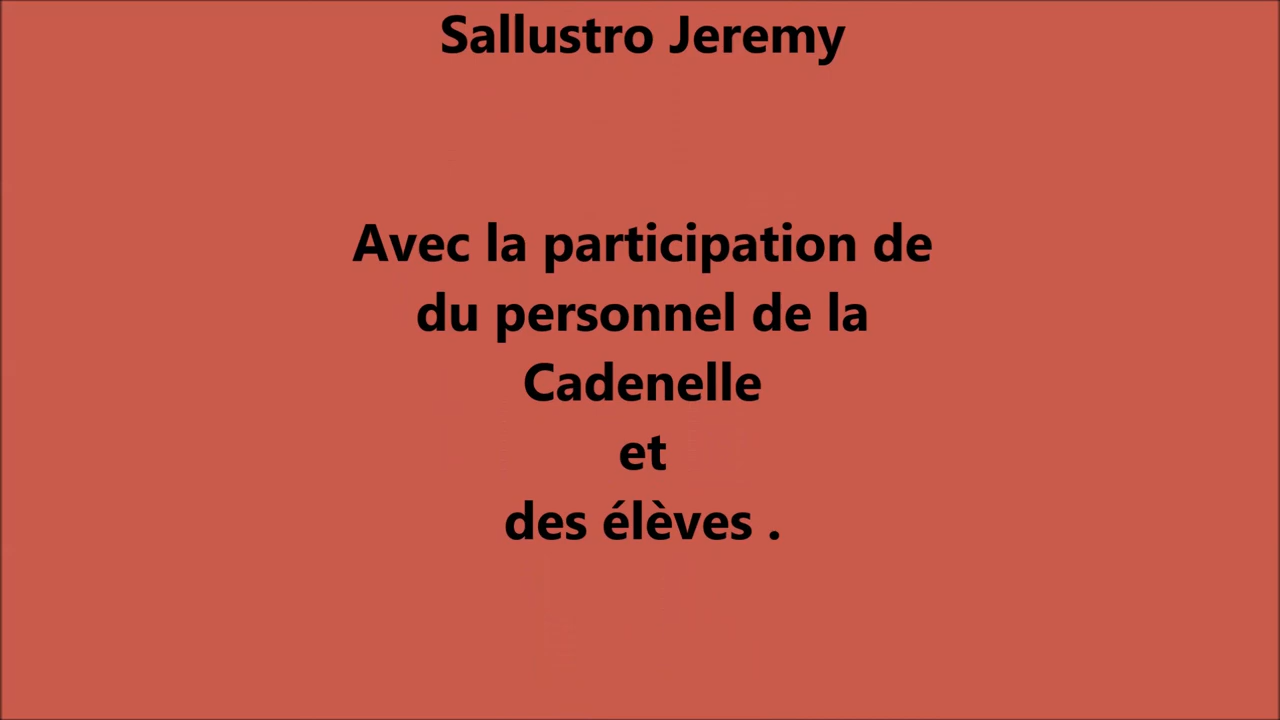 Sallustro Jeremy
Avec la participation de
du personnel de la
Cadenelle
et
des élèves .